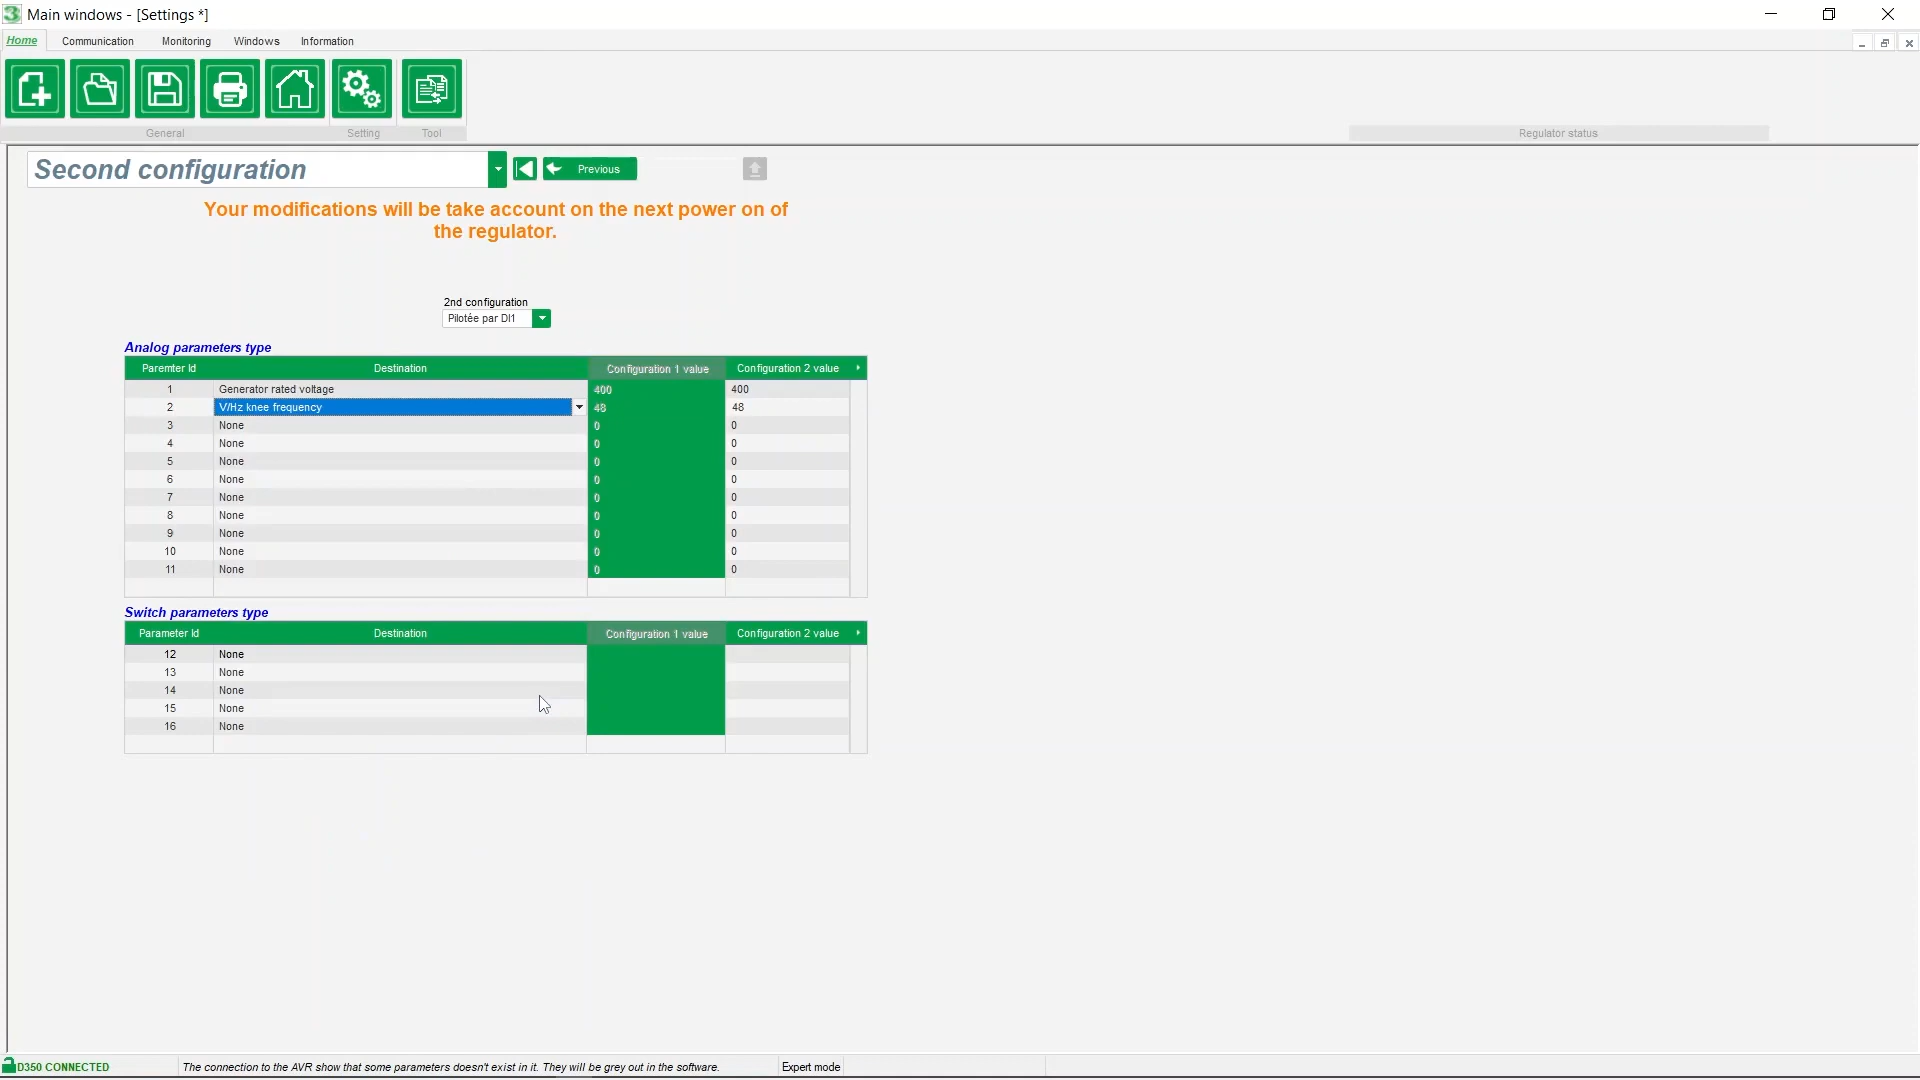 Main windows - [Settings *]
Home Communication Monitoring Windows Information
General Setting Tool Regulator status
Second configuration Previous
Your modifications will be take account on the next power on of
the regulator.
2nd configuration
Pilotée par DI1
Analog parameters type
Paremter Id Destination Configuration 1 value Configuration 2 value
1 Generator rated voltage 400 400
2 V/Hz knee frequency 48 48
3 None 0 0
4 None 0 0
5 None 0 0
6 None 0 0
7 None 0 0
8 None 0 0
9 None 0 0
10 None 0 0
11 None 0 0
Switch parameters type
Parameter Id Destination Configuration 1 value Configuration 2 value
12 None
13 None
14 None
15 None
16 None
D350 CONNECTED The connection to the AVR show that some parameters doesn't exist in it. They will be grey out in the software. Expert mode